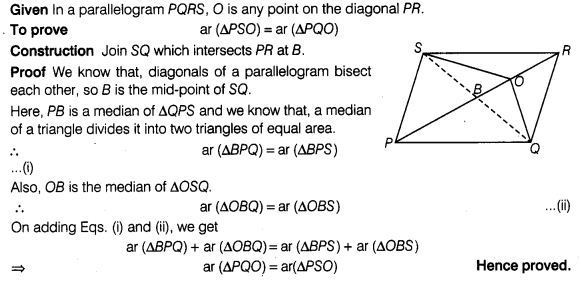 Given In a parallelogram PQRS, O is any point on the diagonal PR.
To prove ar (ΔPSO) = ar (ΔPQO)
Construction Join SQ which intersects PR at B.
Proof We know that, diagonals of a parallelogram bisect
each other, so B is the mid-point of SQ.
Here, PB is a median of ΔQPS and we know that, a median
of a triangle divides it into two triangles of equal area.
∴ ar (ΔBPQ) = ar (ΔBPS)
...(i)
Also, OB is the median of ΔOSQ.
∴ ar (ΔOBQ) = ar (ΔOBS) ...(ii)
On adding Eqs. (i) and (ii), we get
ar (ΔBPQ) + ar (ΔOBQ) = ar (ΔBPS) + ar (ΔOBS)
⇒ ar (ΔPQO) = ar(ΔPSO) Hence proved.
S
R
O
B
P
Q